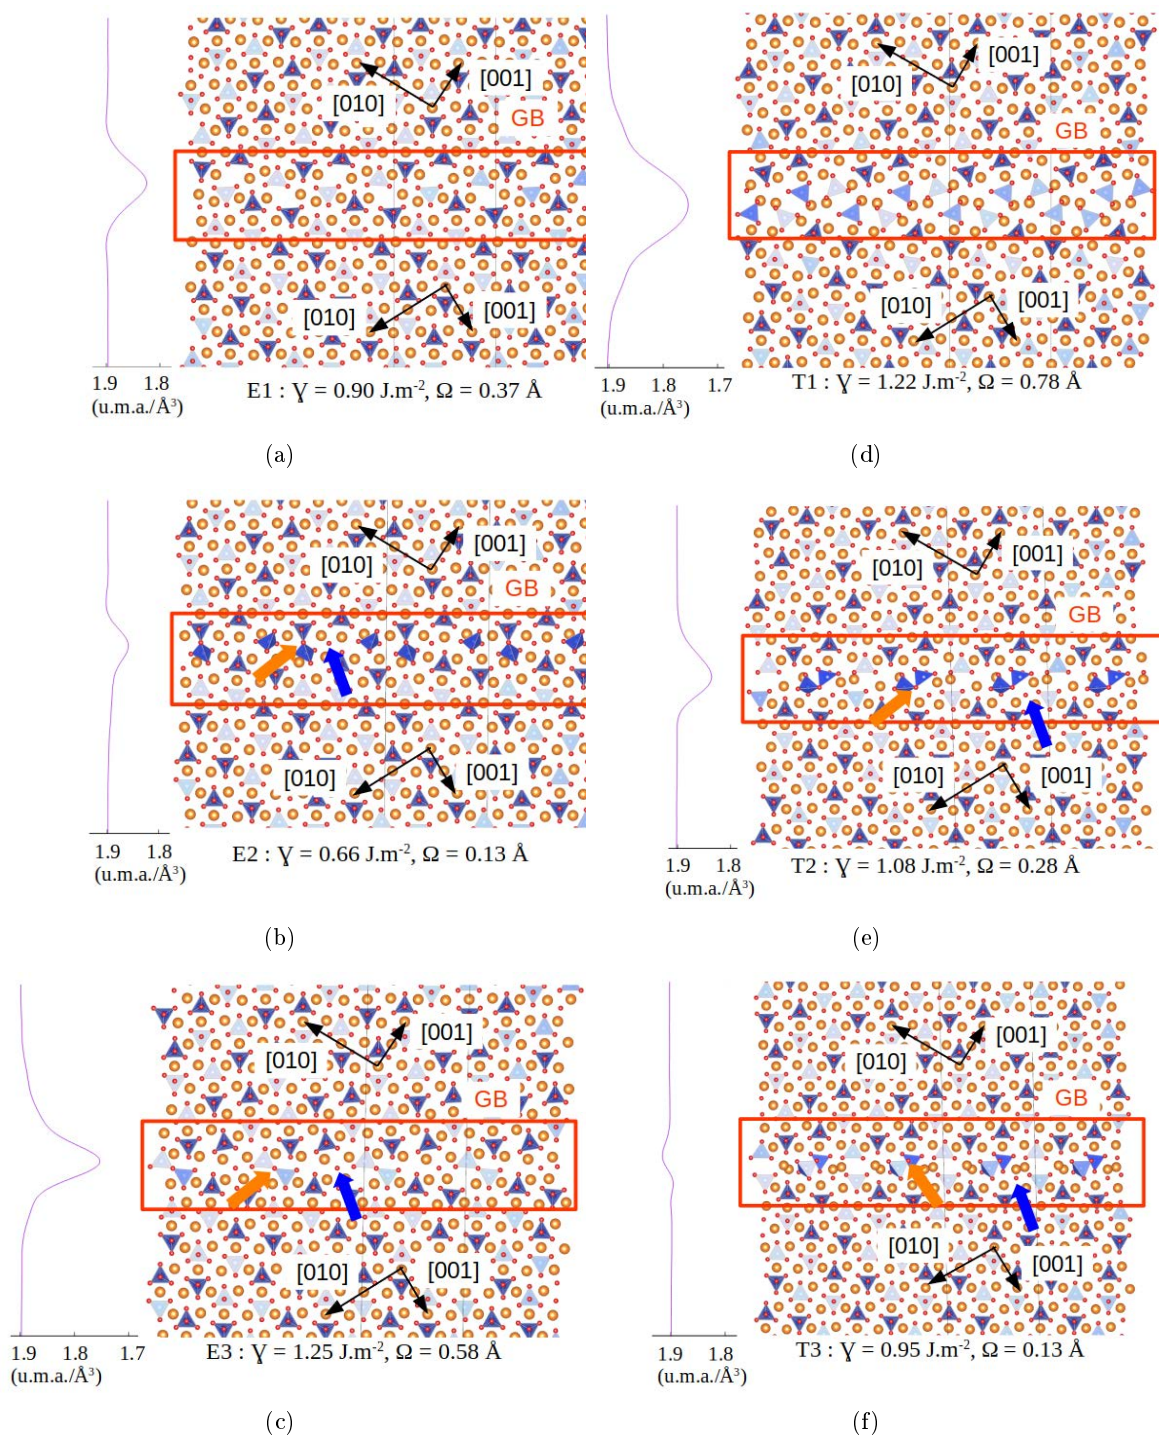 [001]
[010]
GB
[010]
[001]
1.9 1.8
(u.m.a./Å³)
E1 : Ɣ = 0.90 J.m⁻², Ω = 0.37 Å
(a)
[001]
[010]
GB
[010]
[001]
1.9 1.8 1.7
(u.m.a./Å³)
T1 : Ɣ = 1.22 J.m⁻², Ω = 0.78 Å
(d)
[001]
[010]
GB
[010]
[001]
1.9 1.8
(u.m.a./Å³)
E2 : Ɣ = 0.66 J.m⁻², Ω = 0.13 Å
(b)
[001]
[010]
GB
[010]
[001]
1.9 1.8
(u.m.a./Å³)
T2 : Ɣ = 1.08 J.m⁻², Ω = 0.28 Å
(e)
[001]
[010]
GB
[010]
[001]
1.9 1.8 1.7
(u.m.a./Å³)
E3 : Ɣ = 1.25 J.m⁻², Ω = 0.58 Å
(c)
[001]
[010]
GB
[010]
[001]
1.9 1.8
(u.m.a./Å³)
T3 : Ɣ = 0.95 J.m⁻², Ω = 0.13 Å
(f)